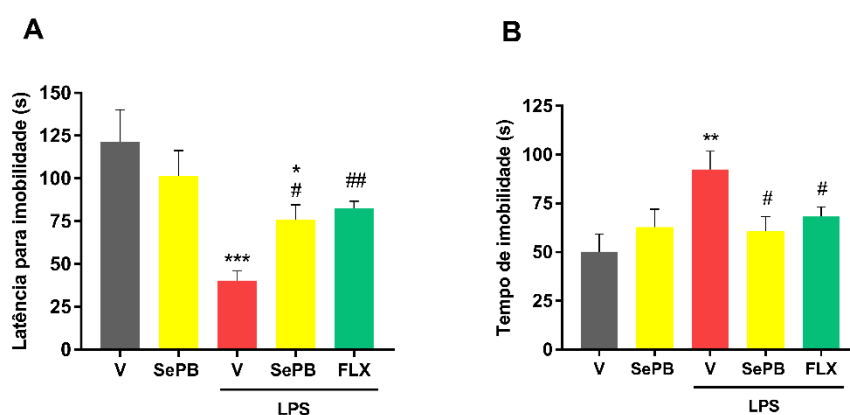 A
Latência para imobilidade (s)
150
125
100
75
50
25
0
***
*
#
##
V SePB V SePB FLX
LPS
B
Tempo de imobilidade (s)
125
100
75
50
25
0
**
#
#
V SePB V SePB FLX
LPS